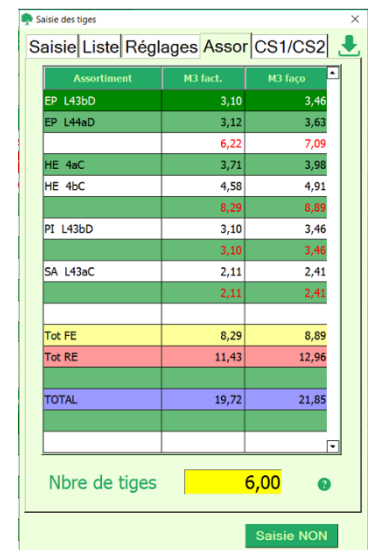 Saisie des tiges
Saisie Liste Réglages Assor CS1/CS2
Assortiment M3 fact. M3 faço
EP L43bD 3,10 3,46
EP L44aD 3,12 3,63
6,22 7,09
HE 4aC 3,71 3,98
HE 4bC 4,58 4,91
8,29 8,89
PI L43bD 3,10 3,46
3,10 3,46
SA L43aC 2,11 2,41
2,11 2,41
Tot FE 8,29 8,89
Tot RE 11,43 12,96
TOTAL 19,72 21,85
Nbre de tiges 6,00 ?
Saisie NON